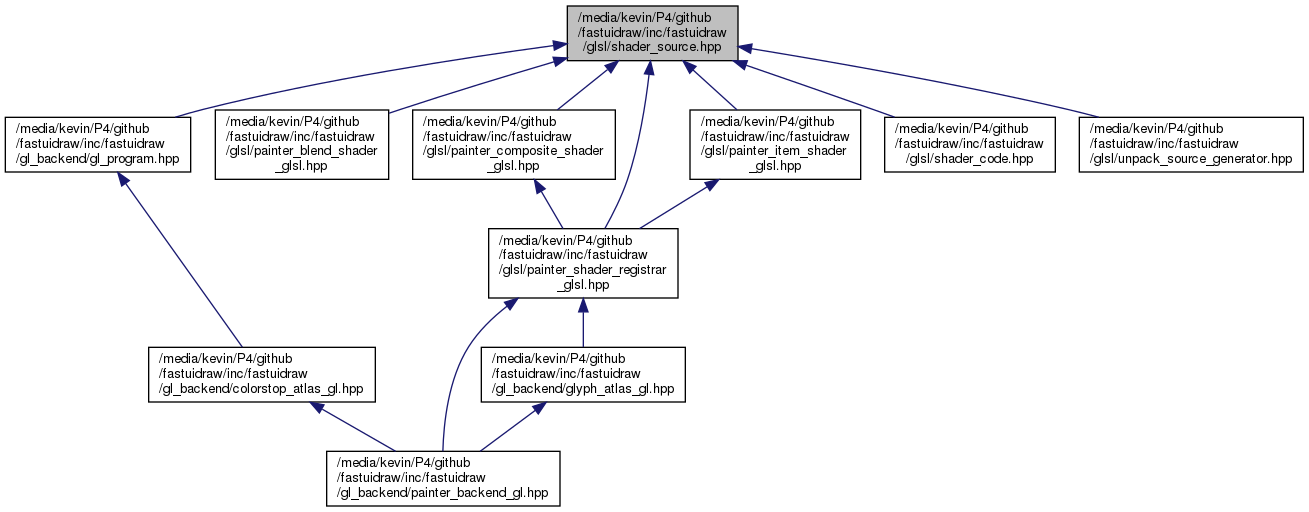 /media/kevin/P4/github
/fastuidraw/inc/fastuidraw
/glsl/shader_source.hpp
/media/kevin/P4/github
/fastuidraw/inc/fastuidraw
/gl_backend/gl_program.hpp
/media/kevin/P4/github
/fastuidraw/inc/fastuidraw
/glsl/painter_blend_shader
_glsl.hpp
/media/kevin/P4/github
/fastuidraw/inc/fastuidraw
/glsl/painter_composite_shader
_glsl.hpp
/media/kevin/P4/github
/fastuidraw/inc/fastuidraw
/glsl/painter_item_shader
_glsl.hpp
/media/kevin/P4/github
/fastuidraw/inc/fastuidraw
/glsl/shader_code.hpp
/media/kevin/P4/github
/fastuidraw/inc/fastuidraw
/glsl/unpack_source_generator.hpp
/media/kevin/P4/github
/fastuidraw/inc/fastuidraw
/glsl/painter_shader_registrar
_glsl.hpp
/media/kevin/P4/github
/fastuidraw/inc/fastuidraw
/gl_backend/colorstop_atlas_gl.hpp
/media/kevin/P4/github
/fastuidraw/inc/fastuidraw
/gl_backend/glyph_atlas_gl.hpp
/media/kevin/P4/github
/fastuidraw/inc/fastuidraw
/gl_backend/painter_backend_gl.hpp